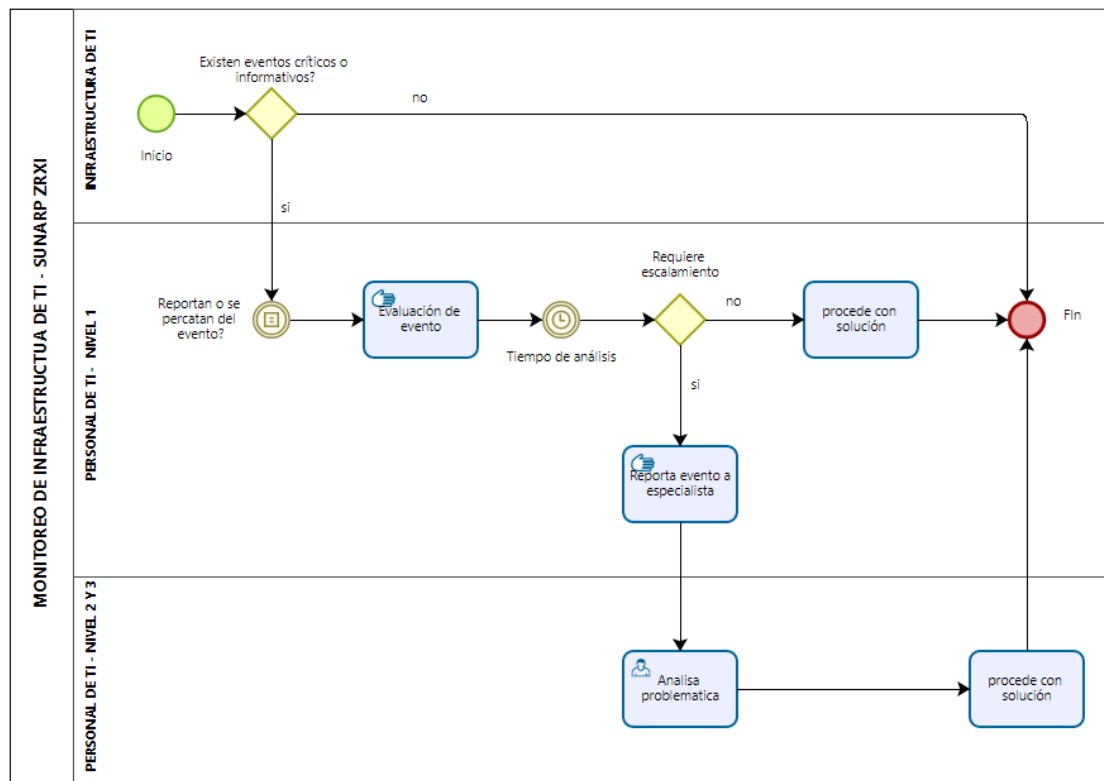 MONITOREO DE INFRAESTRUCTUA DE TI - SUNARP ZRXI
INFRAESTRUCTURA DE TI
Existen eventos críticos o
informativos?
no
Inicio
si
PERSONAL DE TI - NIVEL 1
Reportan o se
percatan del
evento?
Evaluación de
evento
Tiempo de análisis
Requiere
escalamiento
no
procede con
solución
FIn
si
Reporta evento a
especialista
PERSONAL DE TI - NIVEL 2 Y 3
Analisa
problematica
procede con
solución